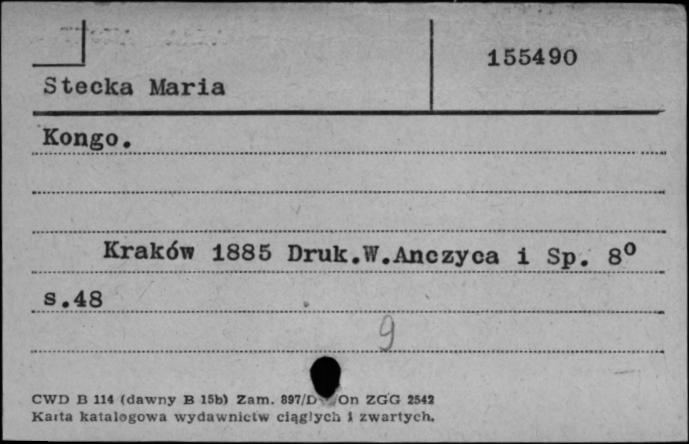 155490
Stecka Maria
Kongo.
Kraków 1885 Druk.W.Anczyca i Sp. 8º
s.48
9
CWD B 114 (dawny B 15b) Zam. 897/D On ZGG 2542
Karta katalogowa wydawnictw ciągłych i zwartych.